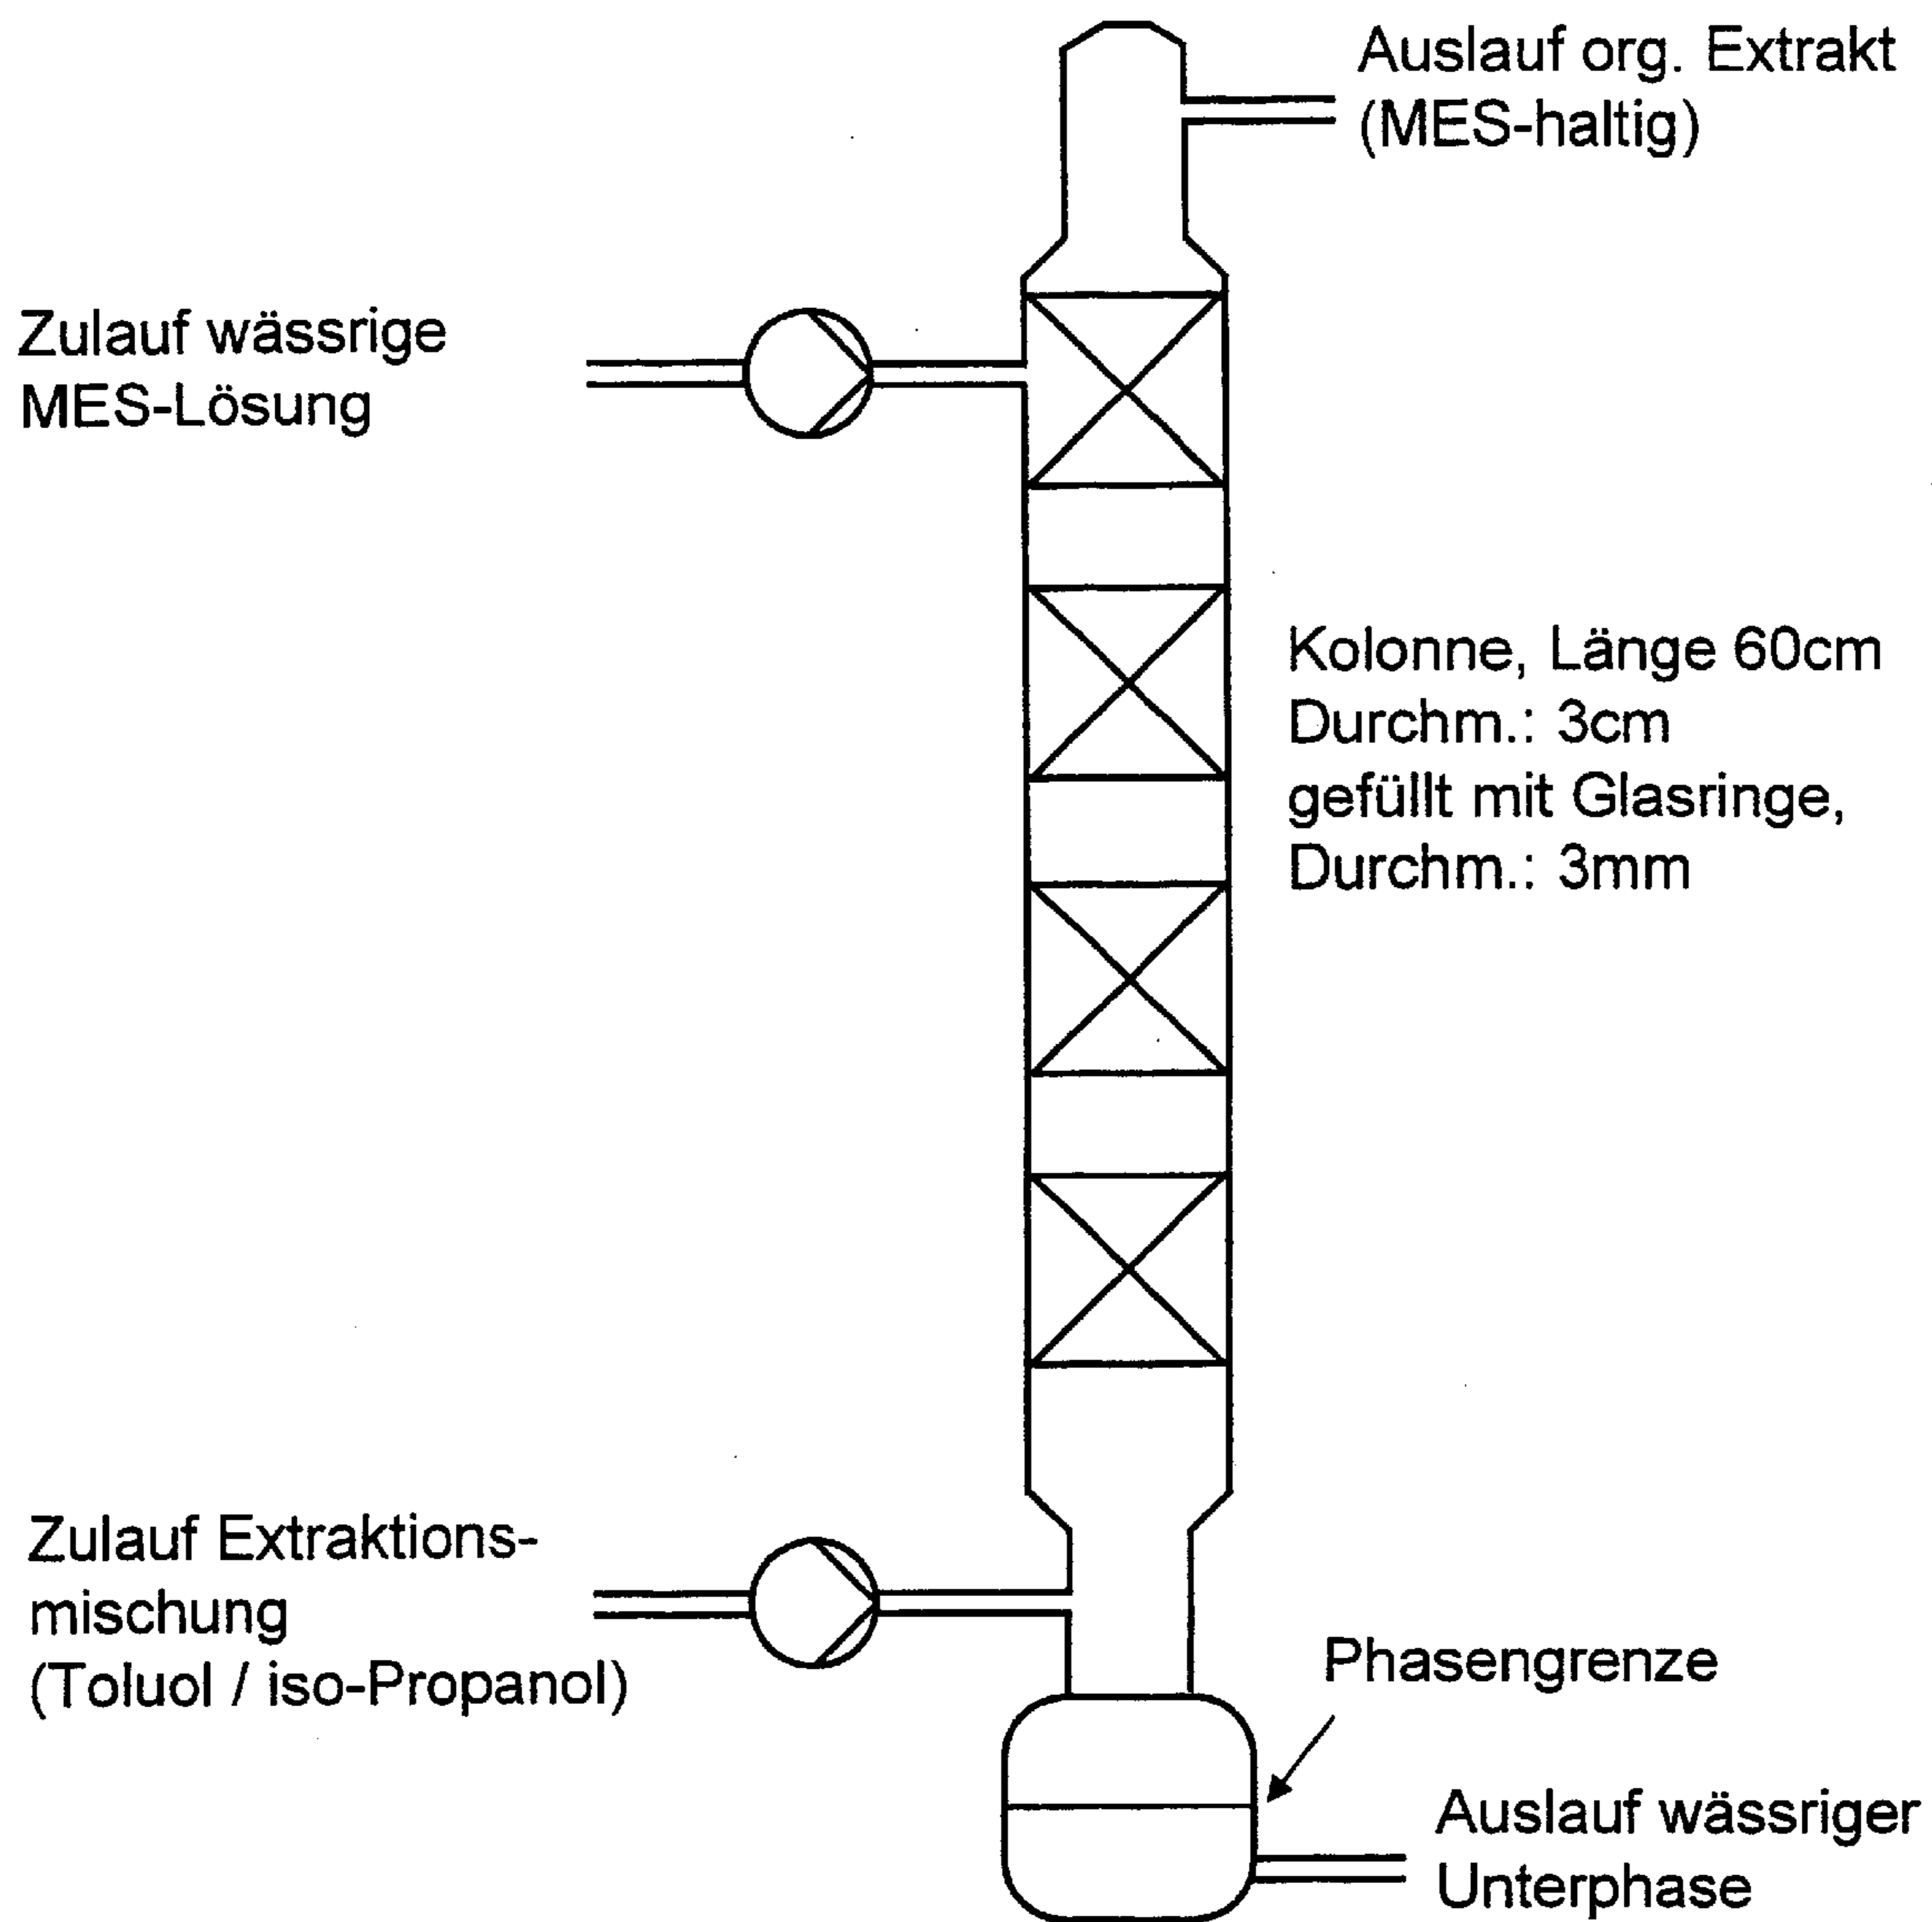 Auslauf org. Extrakt
(MES-haltig)
Zulauf wässrige
MES-Lösung
Kolonne, Länge 60cm
Durchm.: 3cm
gefüllt mit Glasringe,
Durchm.: 3mm
Zulauf Extraktions-
mischung
(Toluol / iso-Propanol)
Phasengrenze
Auslauf wässriger
Unterphase